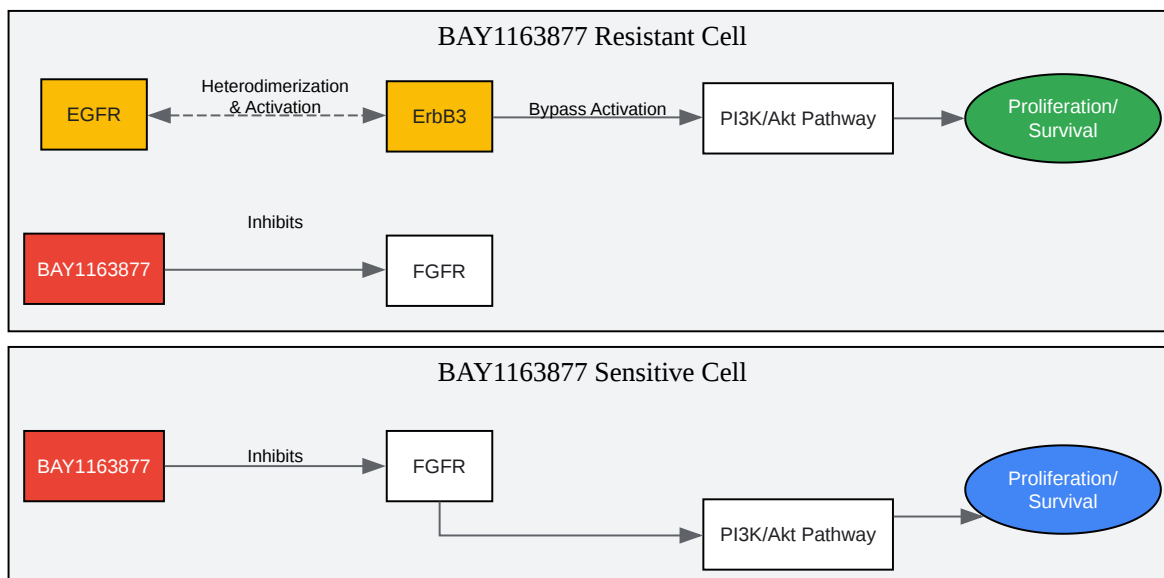 BAY1163877 Resistant Cell
EGFR
Heterodimerization
& Activation
ErbB3
Bypass Activation
PI3K/Akt Pathway
Proliferation/
Survival
BAY1163877
Inhibits
FGFR
BAY1163877 Sensitive Cell
BAY1163877
Inhibits
FGFR
PI3K/Akt Pathway
Proliferation/
Survival